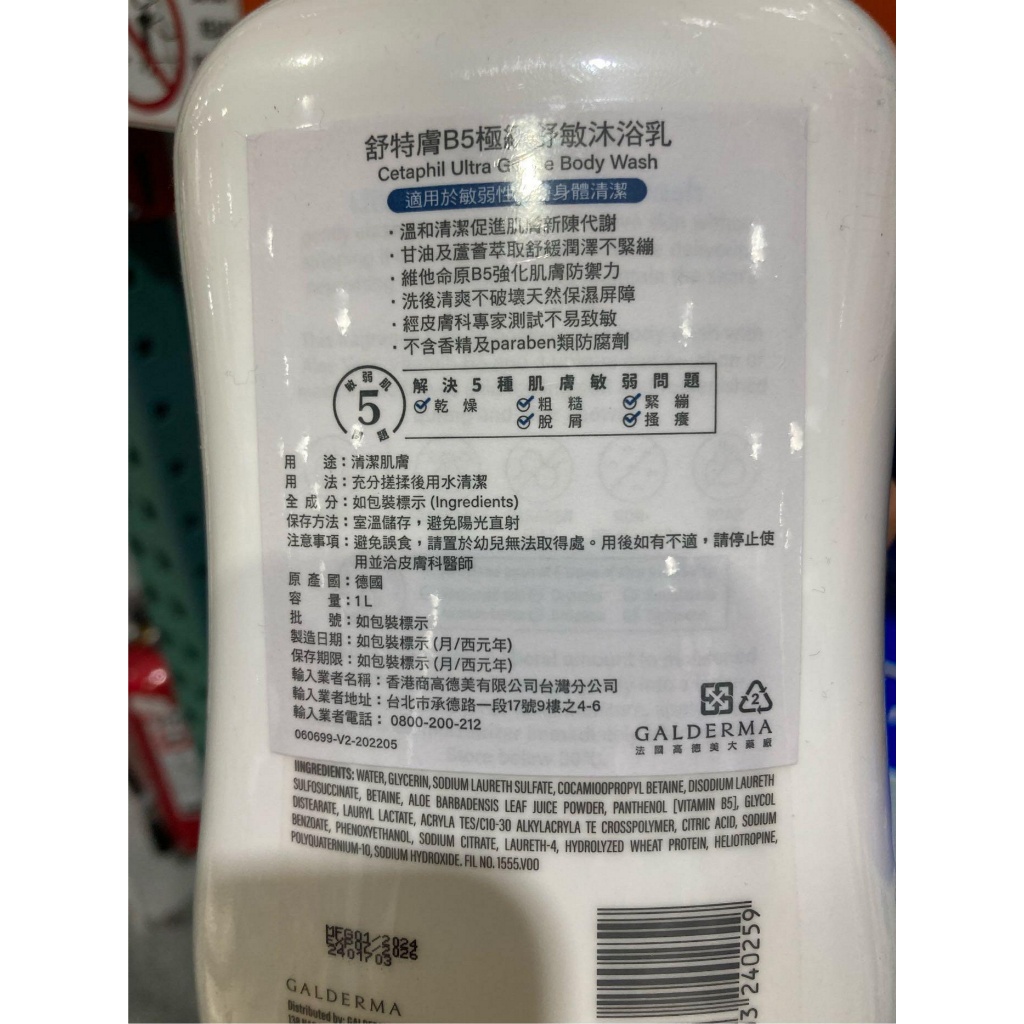 舒特膚B5極緻舒敏沐浴乳
Cetaphil Ultra Gentle Body Wash
適用於敏弱性肌膚身體清潔
・溫和清潔促進肌膚新陳代謝
・甘油及蘆薈萃取舒緩潤澤不緊繃
・維他命原B5強化肌膚防禦力
・洗後清爽不破壞天然保濕屏障
・經皮膚科專家測試不易致敏
・不含香精及paraben類防腐劑
敏弱肌
5
問題
解決5種肌膚敏弱問題
乾燥 粗糙 緊繃
脫屑 搔癢
用途：清潔肌膚
用法：充分搓揉後用水清潔
全成分：如包裝標示 (Ingredients)
保存方法：室溫儲存，避免陽光直射
注意事項：避免誤食，請置於幼兒無法取得處。用後如有不適，請停止使
用並洽皮膚科醫師
原產國：德國
容量：1L
批號：如包裝標示
製造日期：如包裝標示 (月/西元年)
保存期限：如包裝標示 (月/西元年)
輸入業者名稱：香港商高德美有限公司台灣分公司
輸入業者地址：台北市承德路一段17號9樓之4-6
輸入業者電話：0800-200-212
060699-V2-202205
2
GALDERMA
法國高德美大藥廠
IINGREDIENTS: WATER, GLYCERIN, SODIUM LAURETH SULFATE, COCAMIOOPROPYL BETAINE, DISODIUM LAURETH
SULFOSUCCINATE, BETAINE, ALOE BARBADENSIS LEAF JUICE POWDER, PANTHENOL [VITAMIN B5], GLYCOL
DISTEARATE, LAURYL LACTATE, ACRYLA TES/C1O-30 ALKYLACRYLA TE CROSSPOLYMER, CITRIC ACID, SODIUM
BENZOATE, PHENOXYETHANOL, SODIUM CITRATE, LAURETH-4, HYDROLYZED WHEAT PROTEIN, HELIOTROPINE,
POLYQUATERNIUM-10, SODIUM HYDROXIDE. FIL NO. 1555.V00
MFG01/2024
EXP05/2026
24017 03
GALDERMA
Distributed by:
3 240259